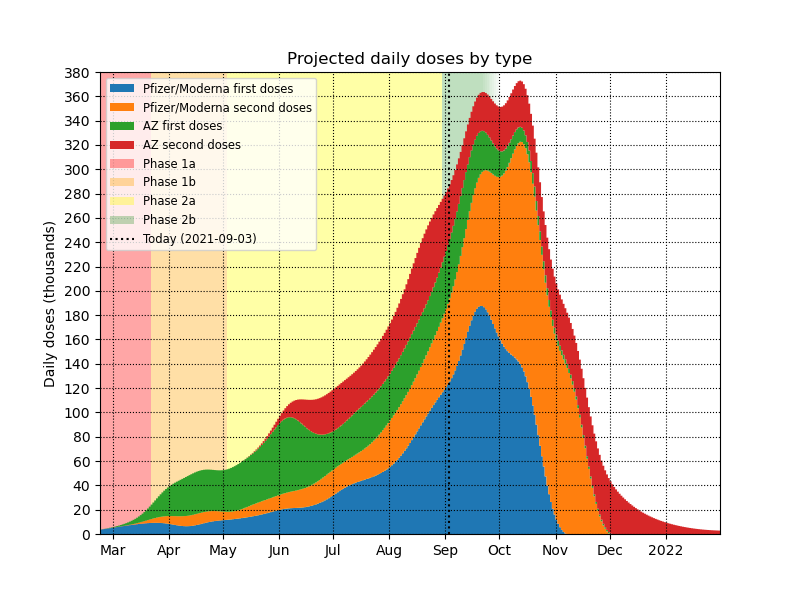 Projected daily doses by type
Daily doses (thousands)
380
360
340
320
300
280
260
240
220
200
180
160
140
120
100
80
60
40
20
0
Pfizer/Moderna first doses
Pfizer/Moderna second doses
AZ first doses
AZ second doses
Phase 1a
Phase 1b
Phase 2a
Phase 2b
Today (2021-09-03)
Mar Apr May Jun Jul Aug Sep Oct Nov Dec 2022